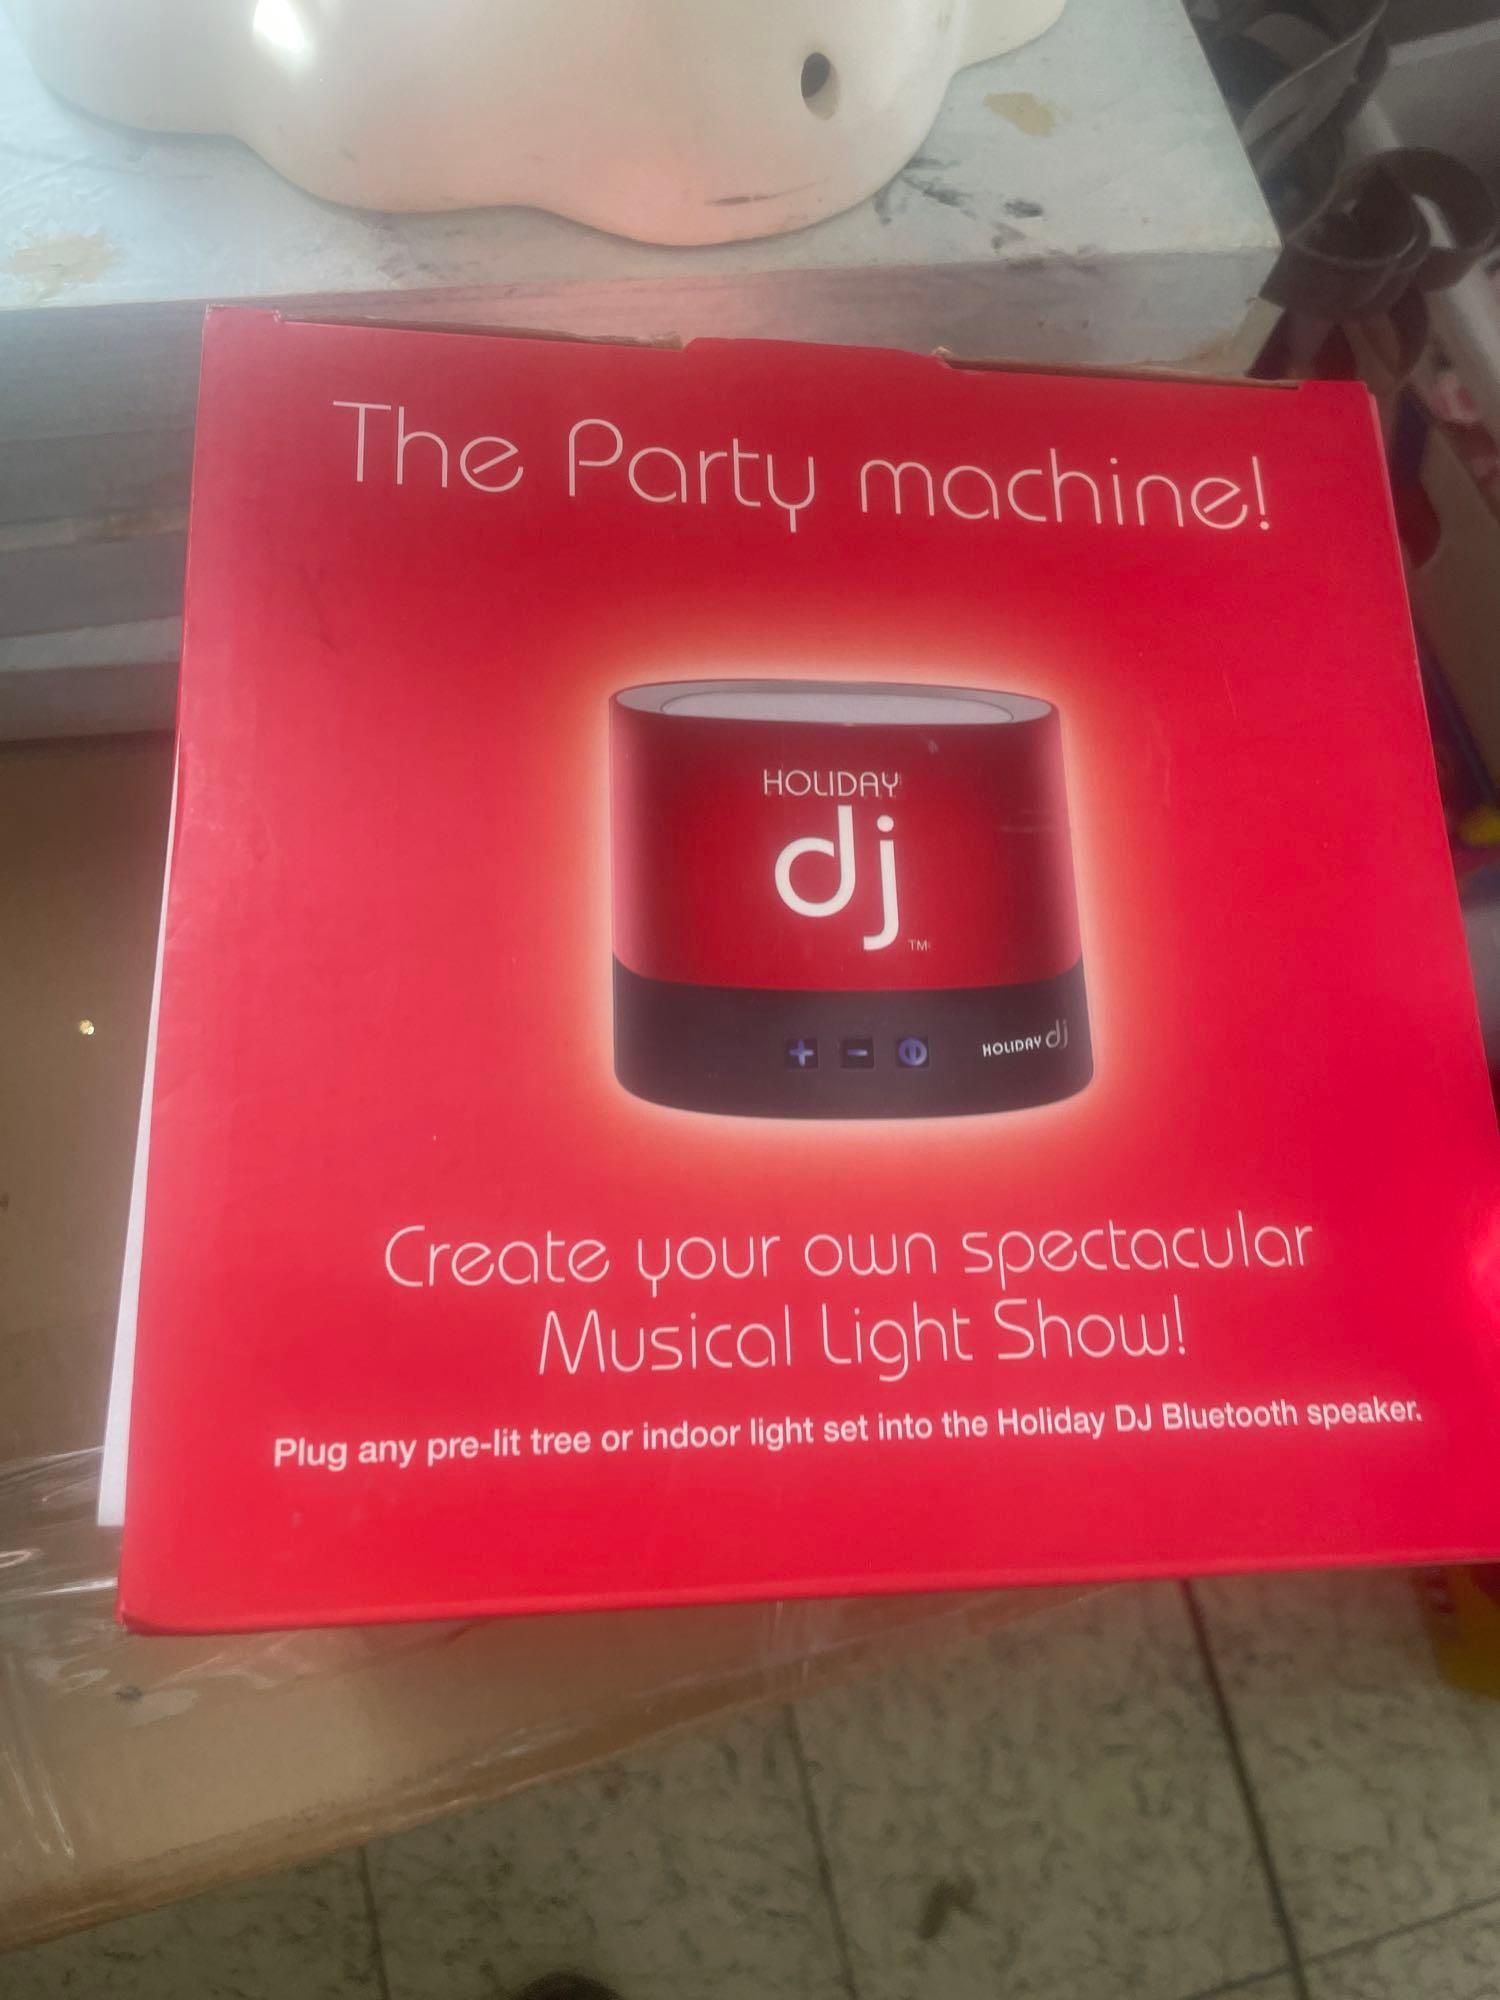 The Party machine!
HOLIDAY
dj
TM
HOLIDAY dj
Create your own spectacular
Musical Light Show!
Plug any pre-lit tree or indoor light set into the Holiday DJ Bluetooth speaker.